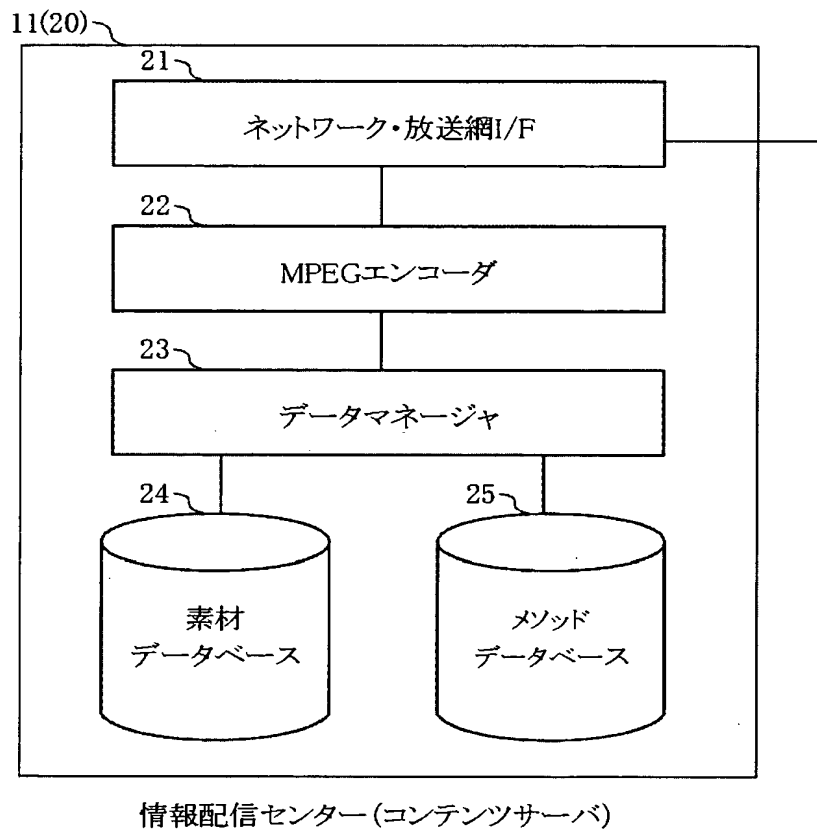 11(20)
21
ネットワーク・放送網I/F
22
MPEGエンコーダ
23
データマネージャ
24
25
素材
データベース
メソッド
データベース
情報配信センター(コンテンツサーバ)